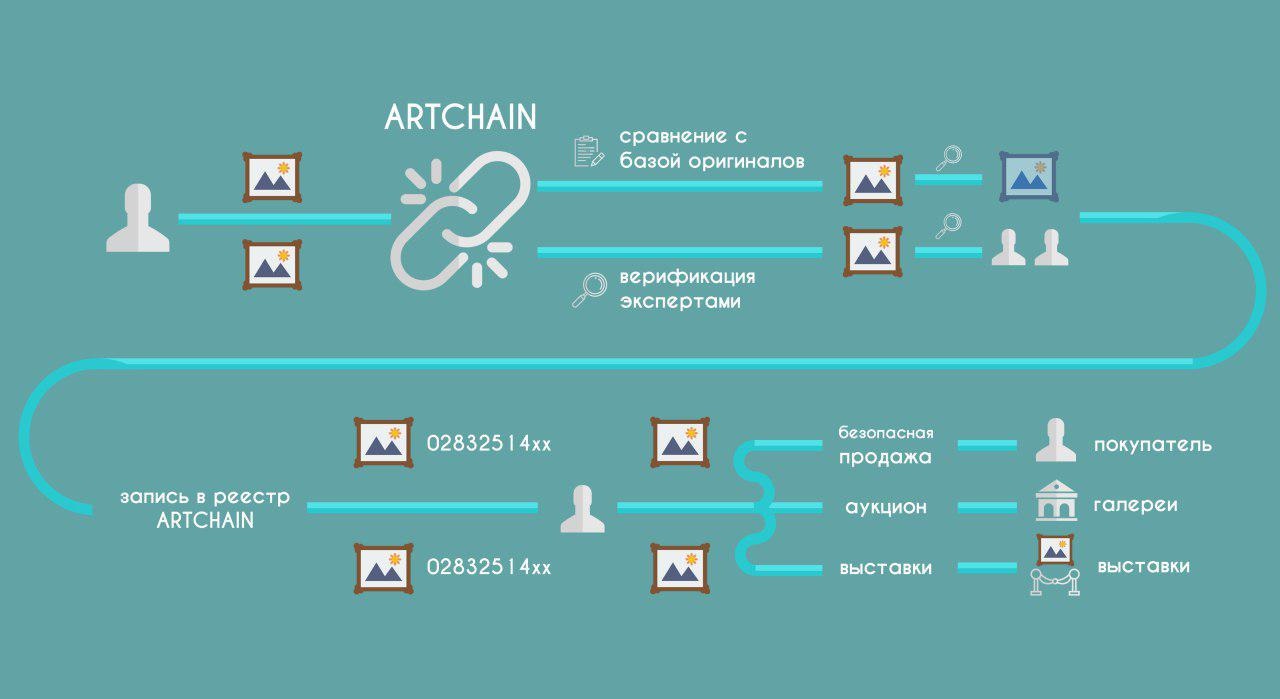 ARTCHAIN
сравнение с
базой оригиналов
верификация
экспертами
запись в реестр
ARTCHAIN
02832514xx
02832514xx
безопасная
продажа
покупатель
аукцион
галереи
выставки
выставки